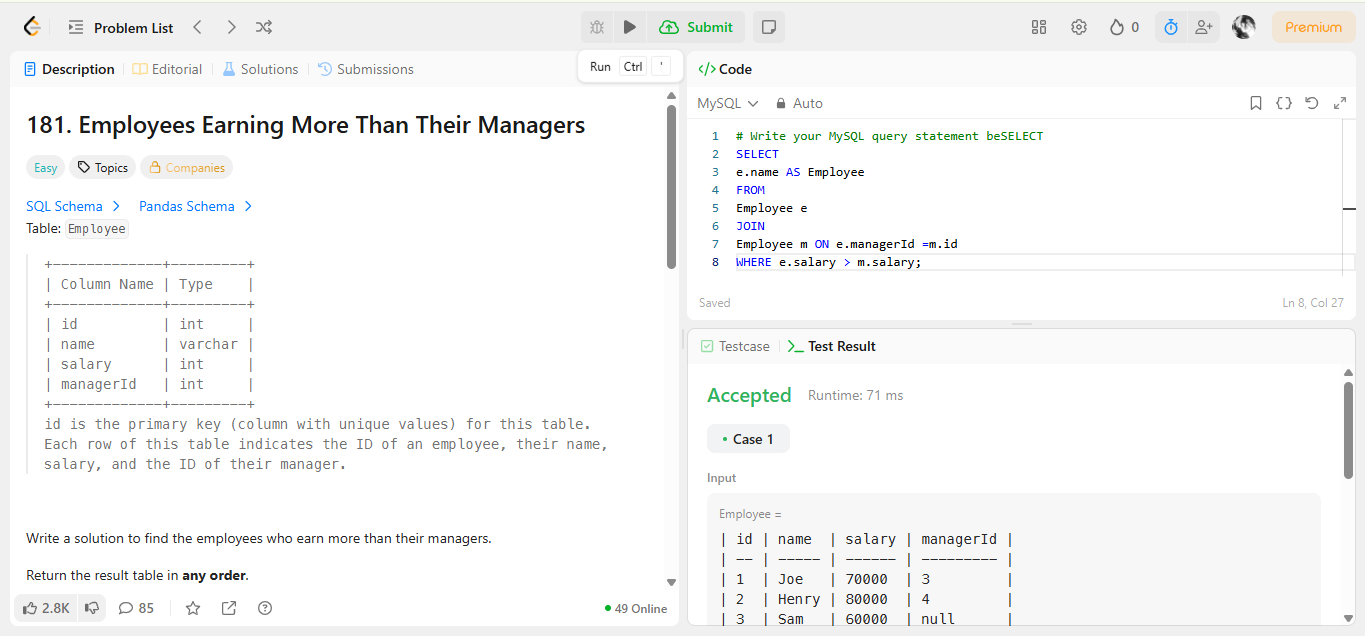 Problem List
Submit
0
Premium
Description
Editorial
Solutions
Submissions
Run Ctrl '
181. Employees Earning More Than Their Managers
Easy
Topics
Companies
SQL Schema
Pandas Schema
Table: Employee
+-------------+---------+
| Column Name | Type    |
+-------------+---------+
| id          | int     |
| name        | varchar |
| salary      | int     |
| managerId   | int     |
+-------------+---------+
id is the primary key (column with unique values) for this table.
Each row of this table indicates the ID of an employee, their name,
salary, and the ID of their manager.
Write a solution to find the employees who earn more than their managers.
Return the result table in any order.
2.8K
85
49 Online
</> Code
MySQL
Auto
1 # Write your MySQL query statement beSELECT
2 SELECT
3 e.name AS Employee
4 FROM
5 Employee e
6 JOIN
7 Employee m ON e.managerId =m.id
8 WHERE e.salary > m.salary;
Saved
Ln 8, Col 27
Testcase
Test Result
Accepted
Runtime: 71 ms
• Case 1
Input
Employee =
| id | name  | salary | managerId |
| -- | ----- | ------ | --------- |
| 1  | Joe   | 70000  | 3         |
| 2  | Henry | 80000  | 4         |
| 3  | Sam   | 60000  | null      |